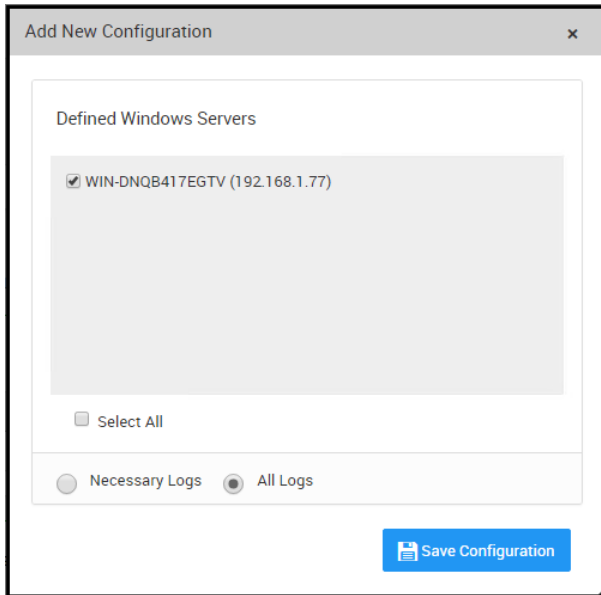 Add New Configuration ×
Defined Windows Servers
WIN-DNQB417EGTV (192.168.1.77)
Select All
Necessary Logs All Logs
Save Configuration